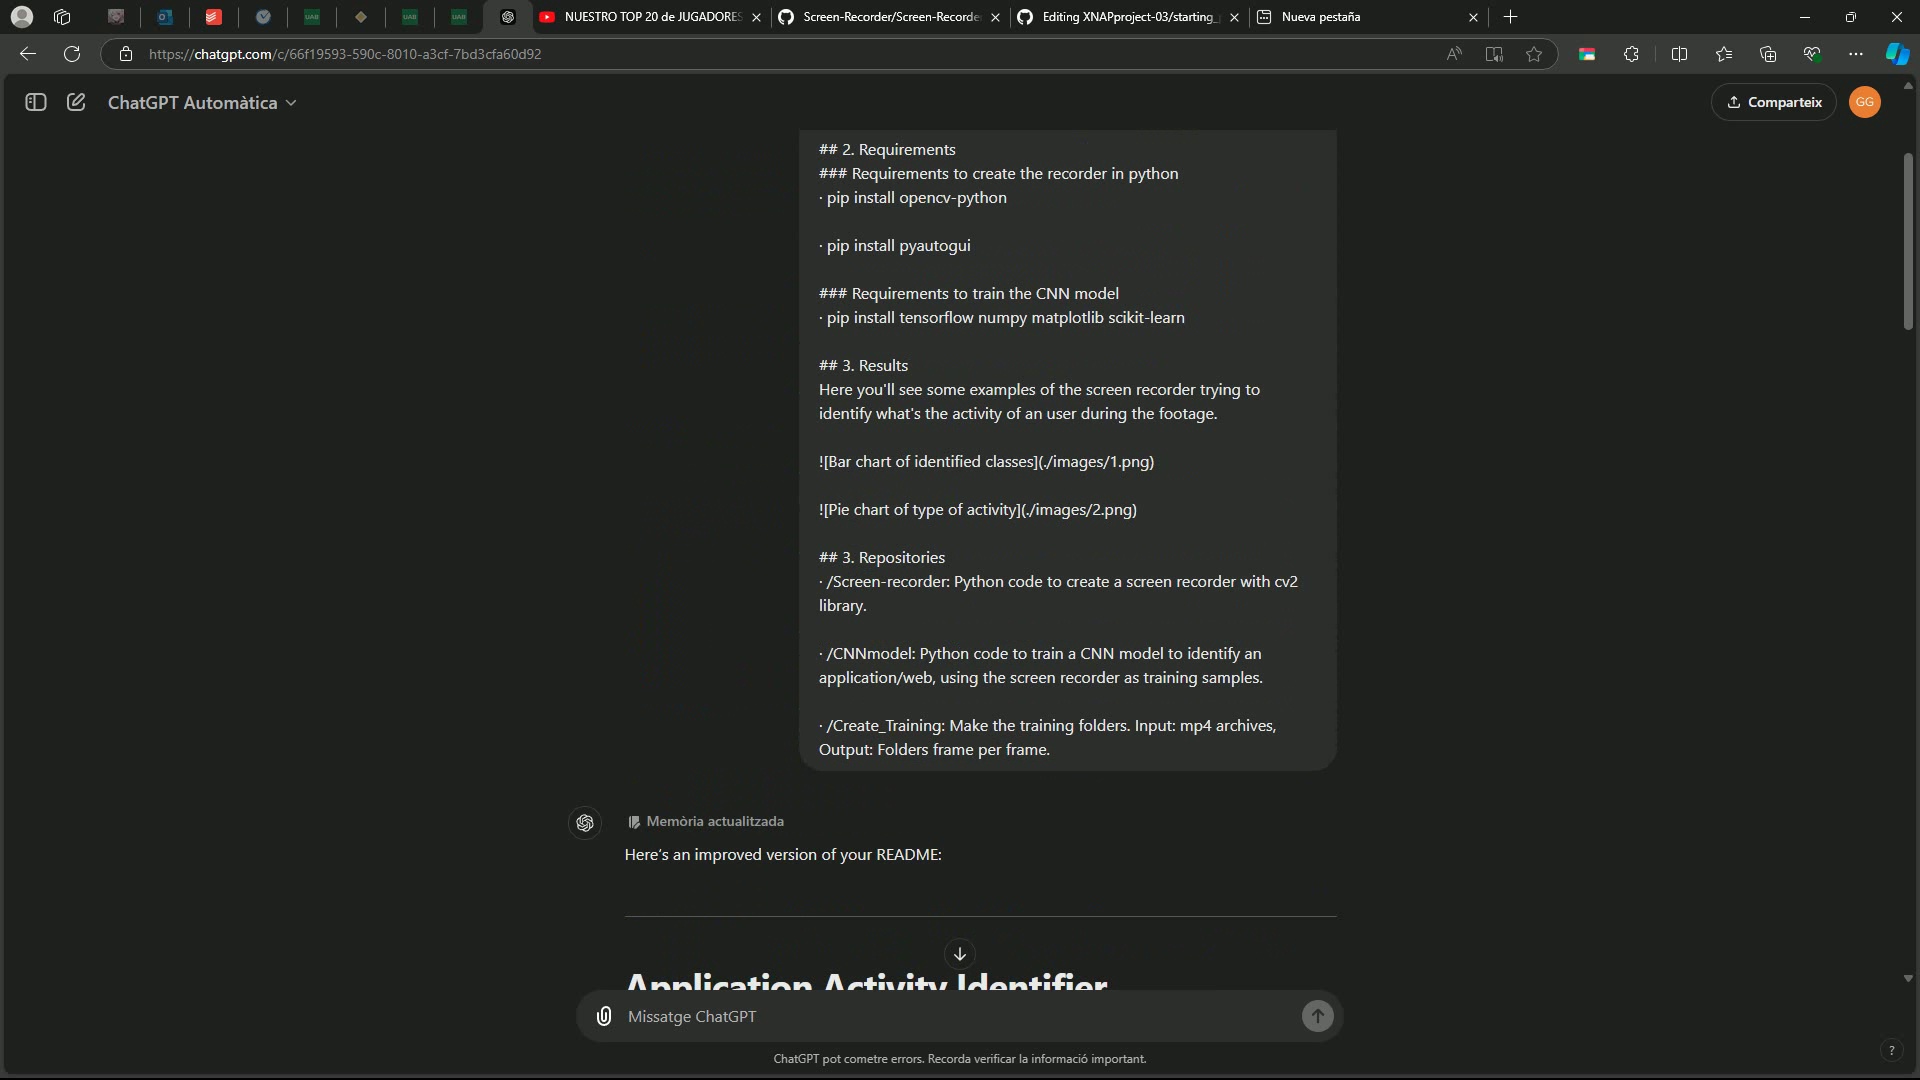 UAB
UAB
UAB
NUESTRO TOP 20 de JUGADORES
Screen-Recorder/Screen-Recorde
Editing XNAPproject-03/starting_
Nueva pestaña
https://chatgpt.com/c/66f19593-590c-8010-a3cf-7bd3cfa60d92
ChatGPT Automàtica
Comparteix
GG
## 2. Requirements
### Requirements to create the recorder in python
· pip install opencv-python
· pip install pyautogui
### Requirements to train the CNN model
· pip install tensorflow numpy matplotlib scikit-learn
## 3. Results
Here you'll see some examples of the screen recorder trying to
identify what's the activity of an user during the footage.
![Bar chart of identified classes](./images/1.png)
![Pie chart of type of activity](./images/2.png)
## 3. Repositories
· /Screen-recorder: Python code to create a screen recorder with cv2
library.
· /CNNmodel: Python code to train a CNN model to identify an
application/web, using the screen recorder as training samples.
· /Create_Training: Make the training folders. Input: mp4 archives,
Output: Folders frame per frame.
Memòria actualitzada
Here's an improved version of your README:
Application Activity Identifier
Missatge ChatGPT
ChatGPT pot cometre errors. Recorda verificar la informació important.
?